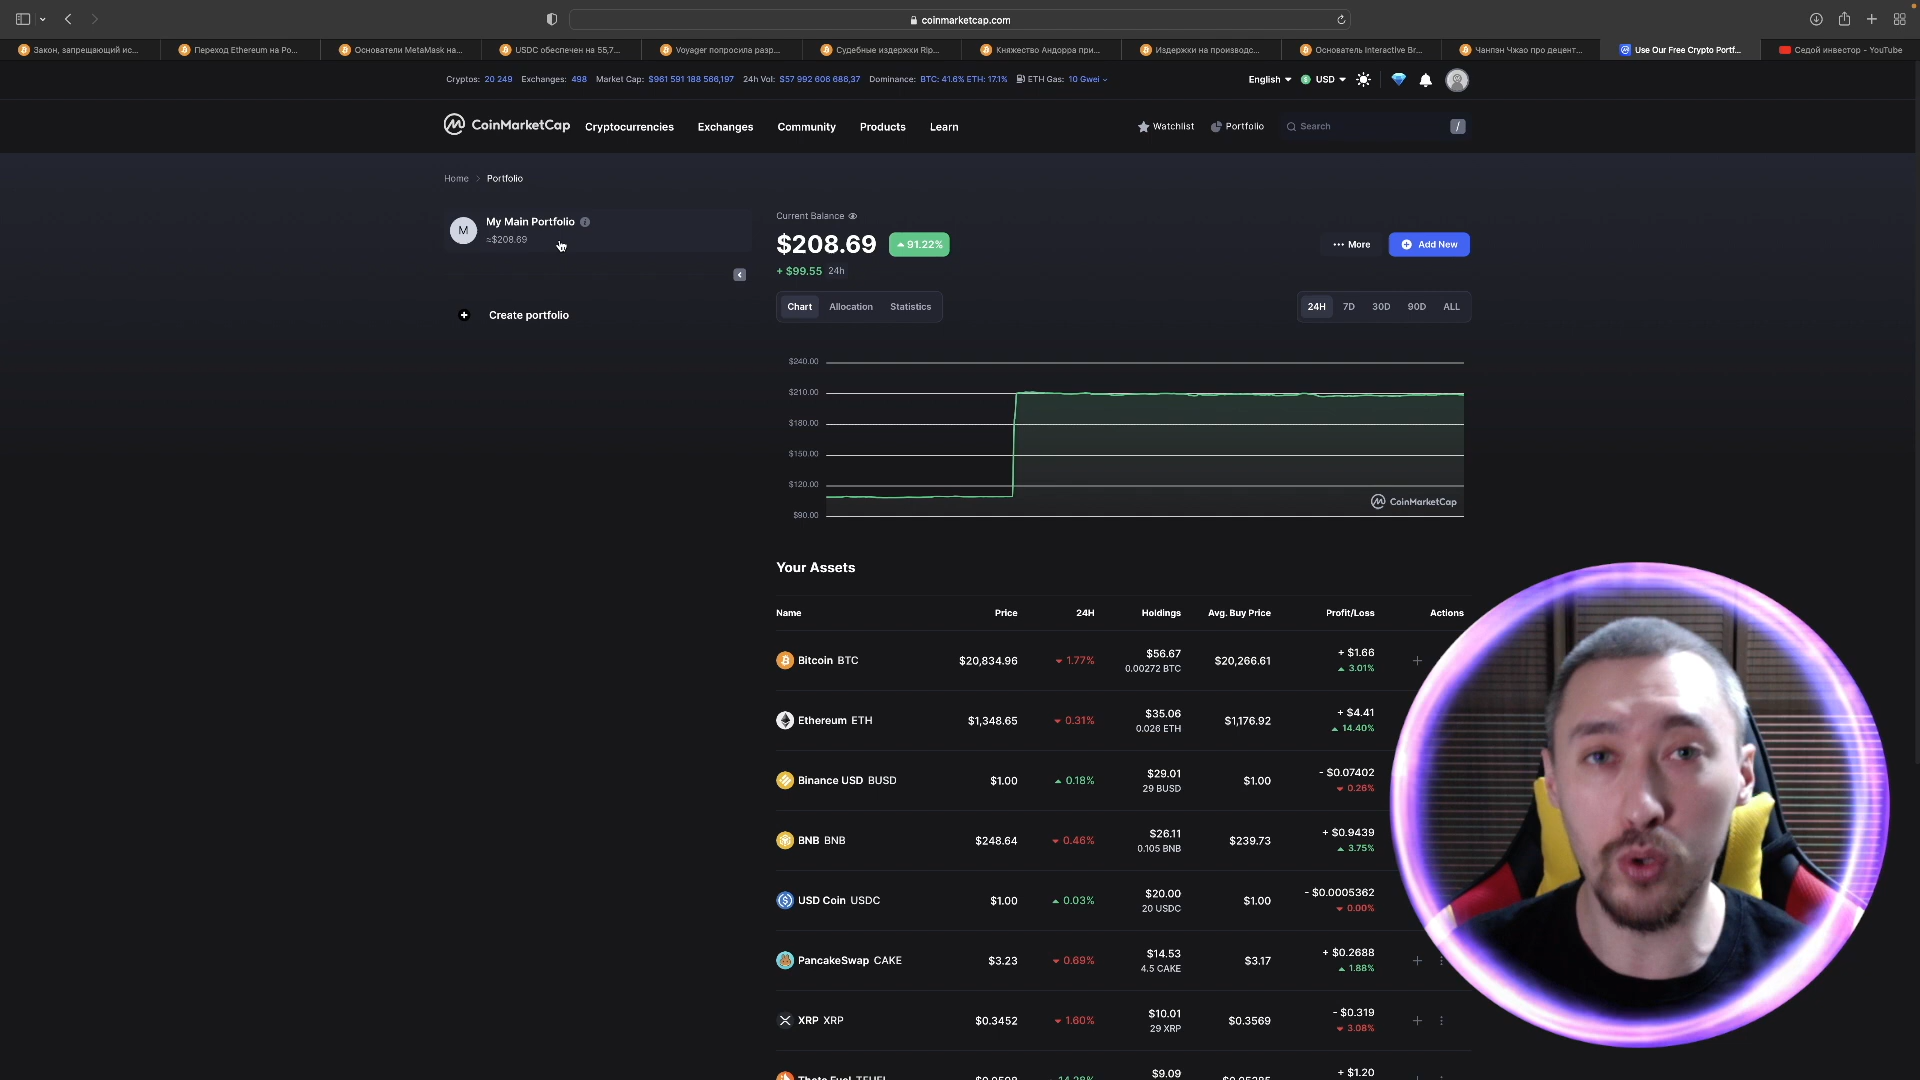 coinmarketcap.com
Закон, запрещающий ис...
Переход Ethereum на Po...
Основатели MetaMask на...
USDC обеспечен на 55,7...
Voyager попросила разр...
Судебные издержки Rip...
Княжество Андорра при...
Издержки на производс...
Основатель Interactive Br...
Чанпэн Чжао про децент...
Use Our Free Crypto Portf...
Седой инвестор - YouTube
Cryptos: 20 249 Exchanges: 498 Market Cap: $961 591 188 566,197 24h Vol: $57 992 606 686,37 Dominance: BTC: 41.6% ETH: 17.1% ETH Gas: 10 Gwei
English USD
CoinMarketCap
Cryptocurrencies Exchanges Community Products Learn
Watchlist Portfolio Search /
Home > Portfolio
M
My Main Portfolio
≈$208.69
Create portfolio
Current Balance
$208.69 91.22%
+ $99.55 24h
More Add New
Chart Allocation Statistics
24H 7D 30D 90D ALL
$240.00
$210.00
$180.00
$150.00
$120.00
$90.00
CoinMarketCap
Your Assets
Name Price 24H Holdings Avg. Buy Price Profit/Loss Actions
Bitcoin BTC $20,834.96 1.77% $56.67 $20,266.61 + $1.66
0.00272 BTC 3.01%
Ethereum ETH $1,348.65 0.31% $35.06 $1,176.92 + $4.41
0.026 ETH 14.40%
Binance USD BUSD $1.00 0.18% $29.01 $1.00 - $0.07402
29 BUSD 0.26%
BNB BNB $248.64 0.46% $26.11 $239.73 + $0.9439
0.105 BNB 3.75%
USD Coin USDC $1.00 0.03% $20.00 $1.00 - $0.0005362
20 USDC 0.00%
PancakeSwap CAKE $3.23 0.69% $14.53 $3.17 + $0.2688
4.5 CAKE 1.88%
XRP XRP $0.3452 1.60% $10.01 $0.3569 - $0.319
29 XRP 3.08%
$9.09 + $1.20